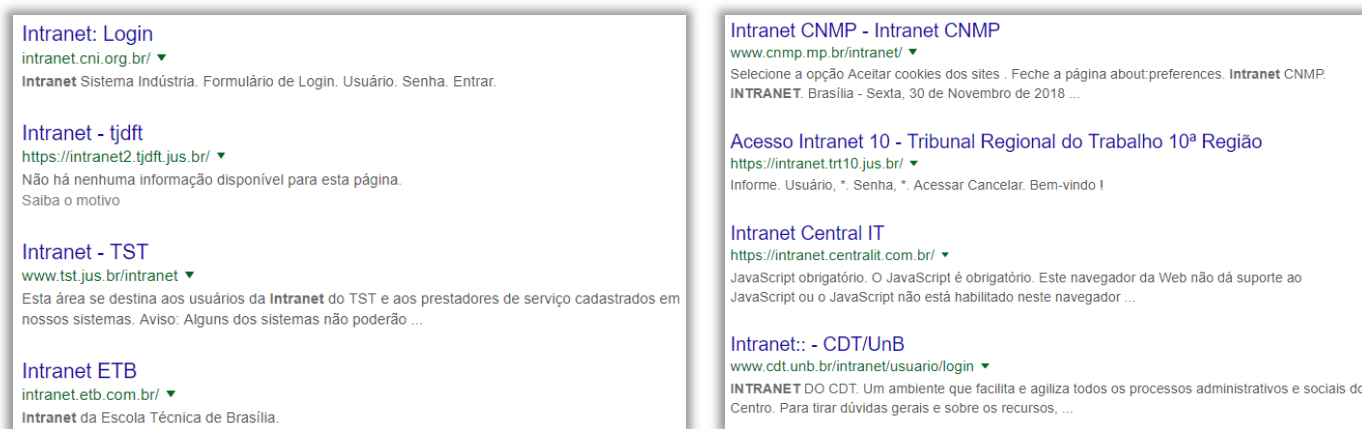 Intranet: Login
intranet.cni.org.br/
Intranet Sistema Indústria. Formulário de Login. Usuário. Senha. Entrar.
Intranet - tjdft
https://intranet2.tjdft.jus.br/
Não há nenhuma informação disponível para esta página.
Saiba o motivo
Intranet - TST
www.tst.jus.br/intranet
Esta área se destina aos usuários da Intranet do TST e aos prestadores de serviço cadastrados em
nossos sistemas. Aviso: Alguns dos sistemas não poderão ...
Intranet ETB
intranet.etb.com.br/
Intranet da Escola Técnica de Brasília.
Intranet CNMP - Intranet CNMP
www.cnmp.mp.br/intranet/
Selecione a opção Aceitar cookies dos sites . Feche a página about:preferences. Intranet CNMP.
INTRANET. Brasília - Sexta, 30 de Novembro de 2018 ...
Acesso Intranet 10 - Tribunal Regional do Trabalho 10ª Região
https://intranet.trt10.jus.br/
Informe. Usuário, *. Senha, *. Acessar Cancelar. Bem-vindo !
Intranet Central IT
https://intranet.centralit.com.br/
JavaScript obrigatório. O JavaScript é obrigatório. Este navegador da Web não dá suporte ao
JavaScript ou o JavaScript não está habilitado neste navegador ...
Intranet:: - CDT/UnB
www.cdt.unb.br/intranet/usuario/login
INTRANET DO CDT. Um ambiente que facilita e agiliza todos os processos administrativos e sociais do
Centro. Para tirar dúvidas gerais e sobre os recursos, ...